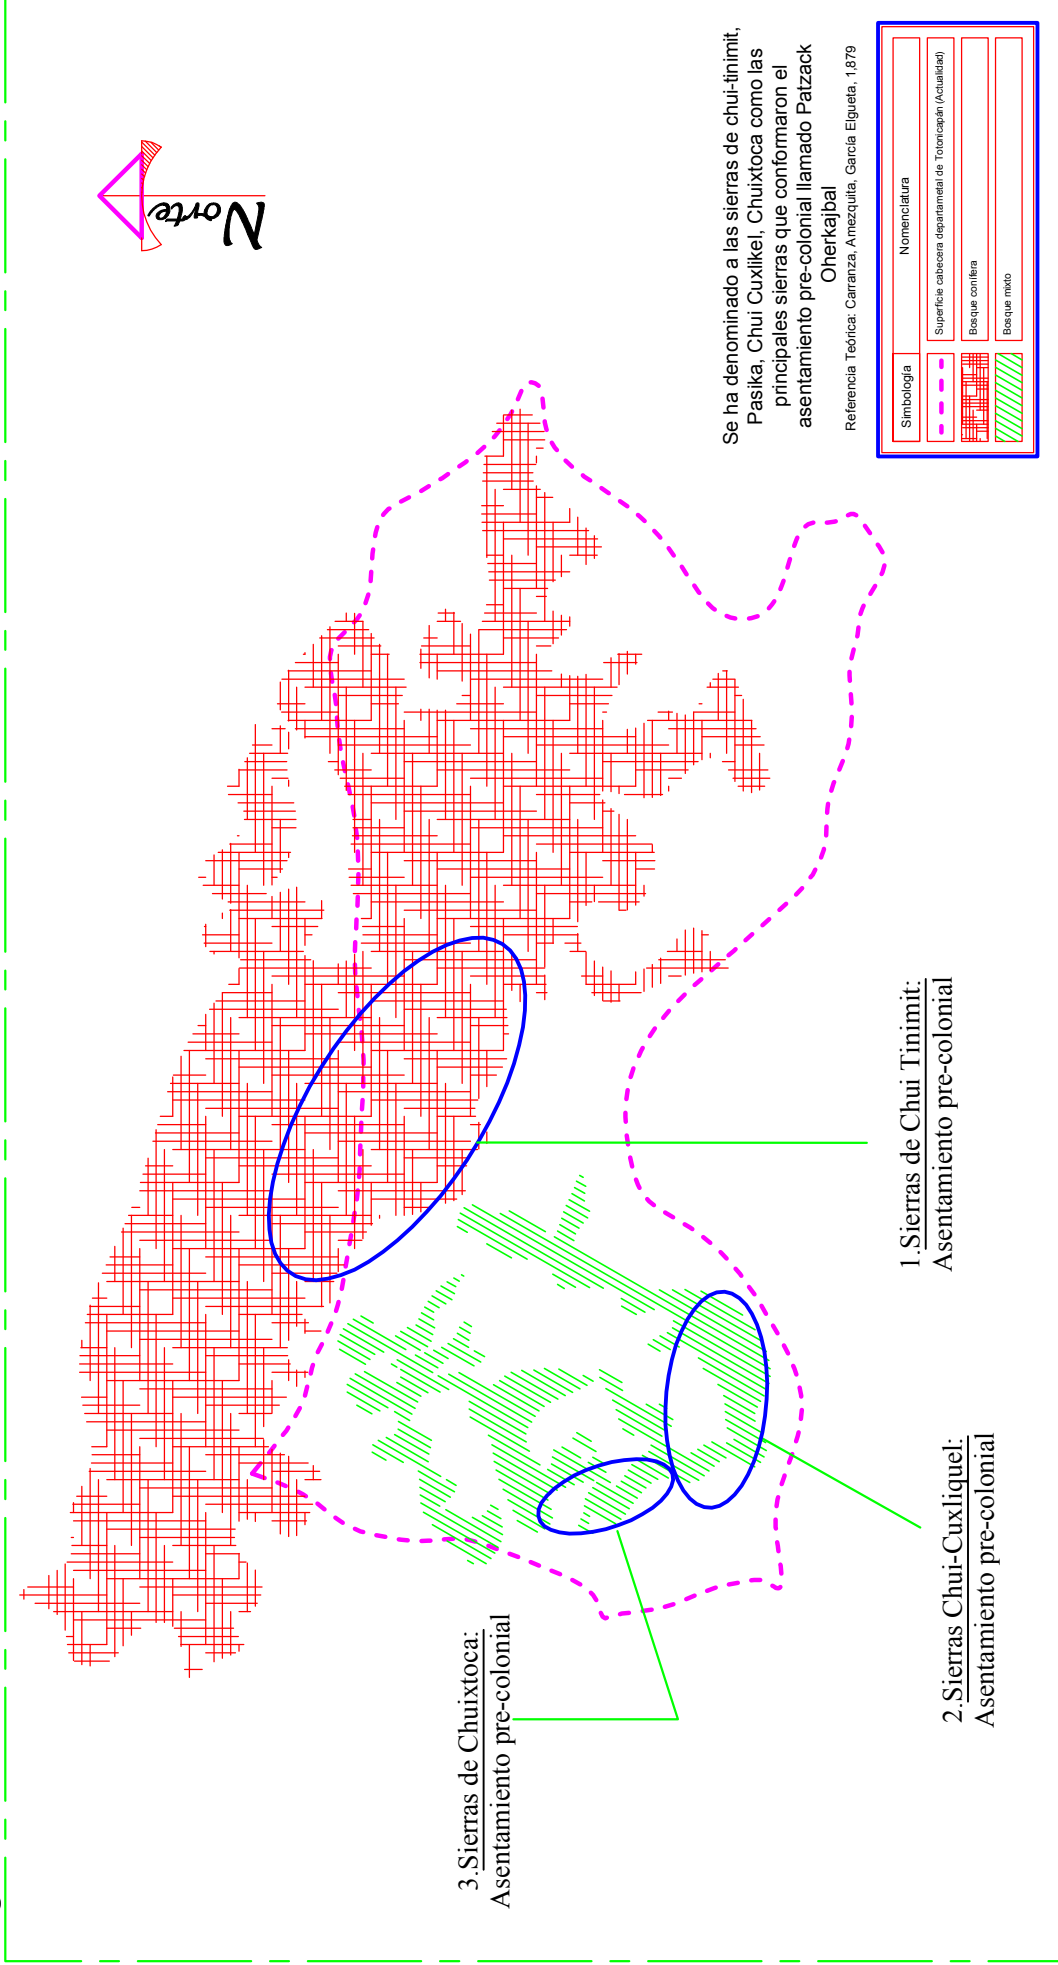 Norte
Se ha denominado a las sierras de chui-tinimit,
Pasika, Chui Cuxlikel, Chuixtoca como las
principales sierras que conformaron el
asentamiento pre-colonial llamado Patzack
Oherkajbal
Referencia Teórica: Carranza, Amezquita, García Elgueta, 1,879
Simbología
Nomenclatura
Superficie cabecera departametal de Totonicapán (Actualidad)
Bosque conifera
Bosque mixto
1.Sierras de Chui Tinimit:
Asentamiento pre-colonial
2.Sierras Chui-Cuxliquel:
Asentamiento pre-colonial
3.Sierras de Chuixtoca:
Asentamiento pre-colonial